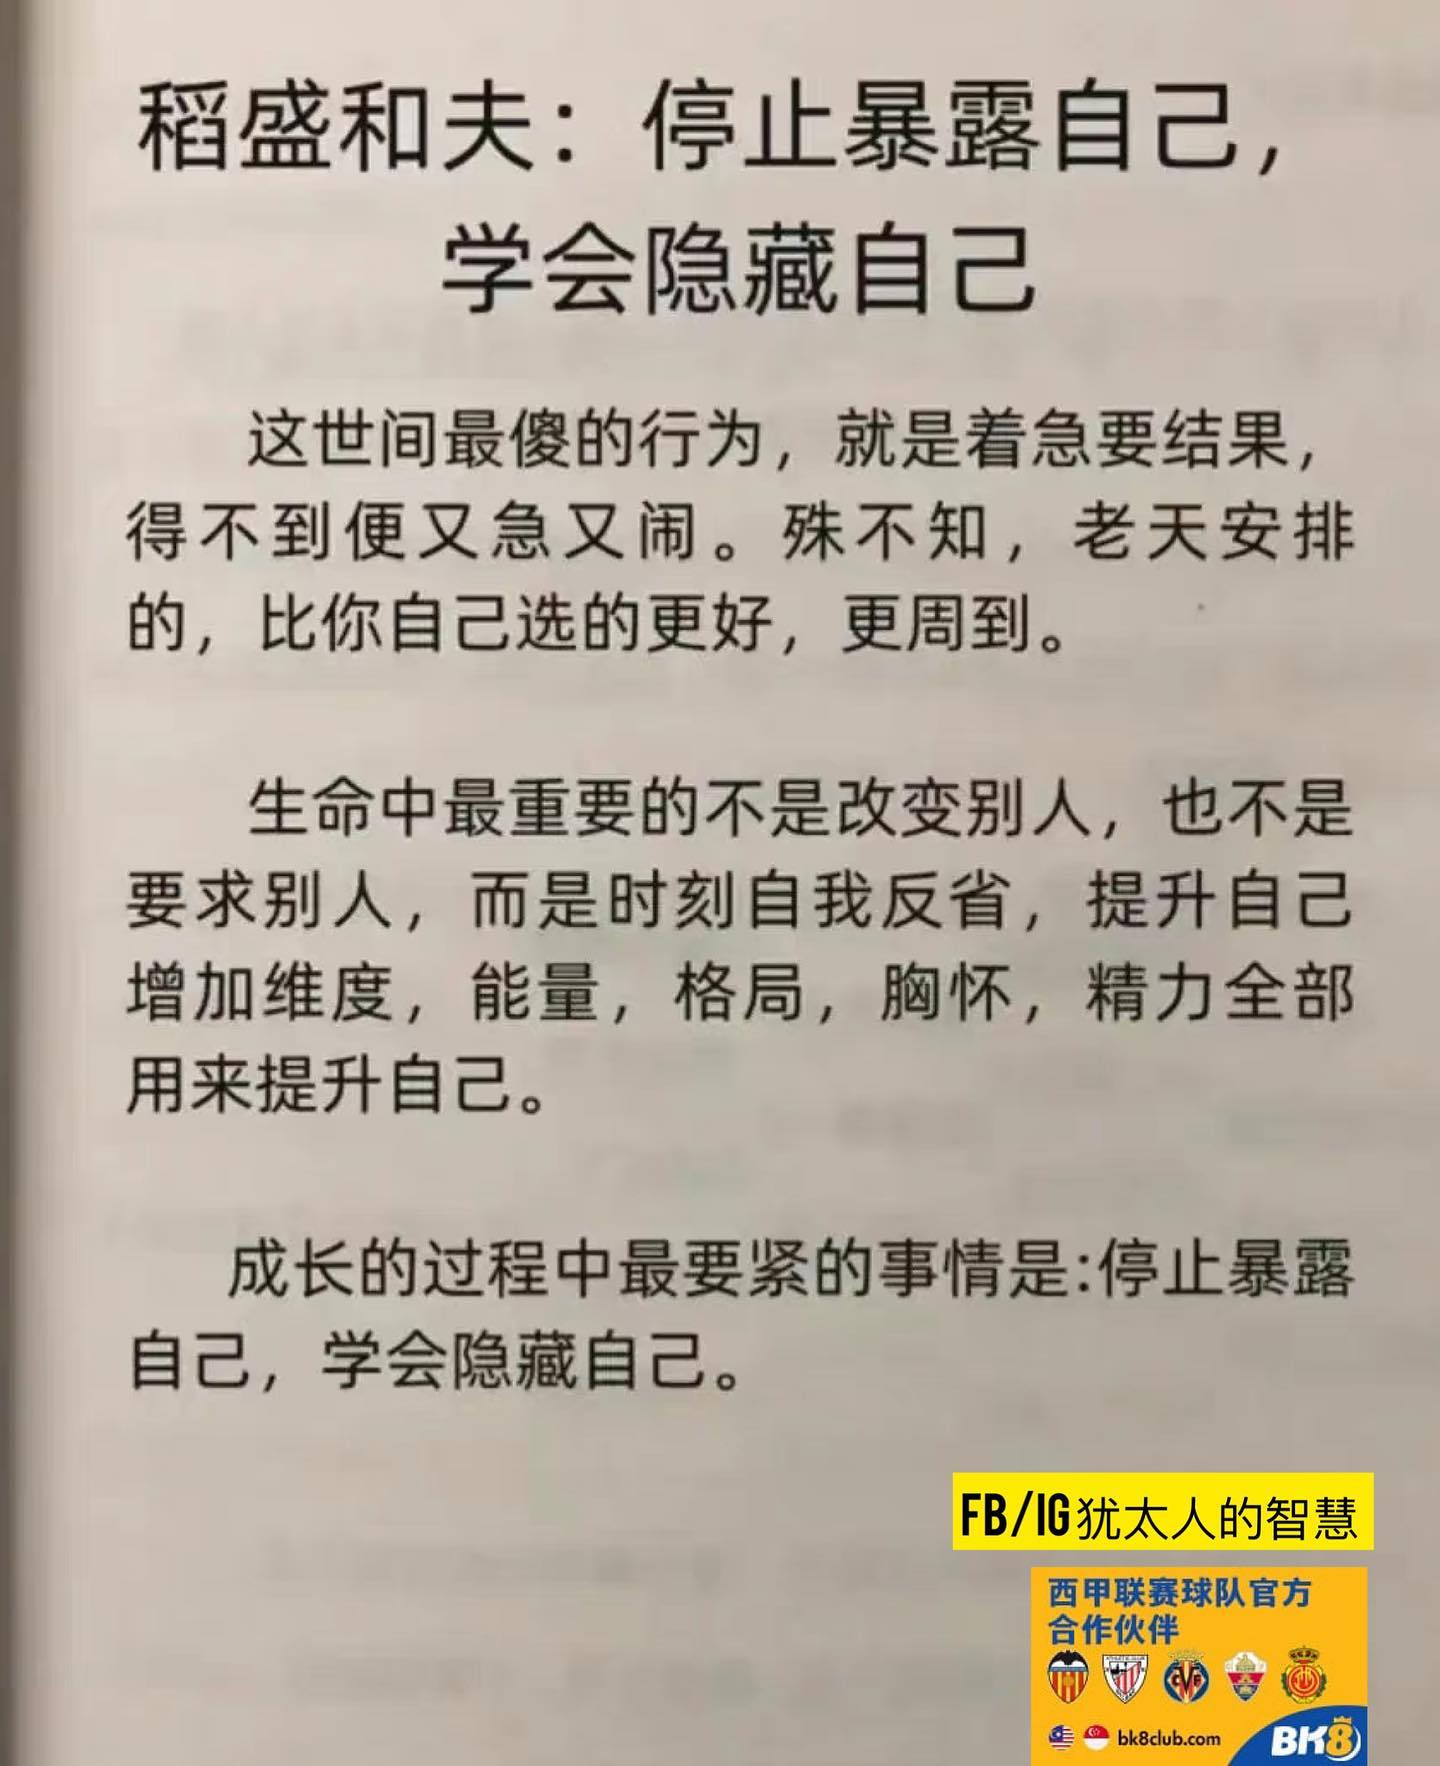 稻盛和夫：停止暴露自己，
学会隐藏自己
这世间最傻的行为，就是着急要结果，
得不到便又急又闹。殊不知，老天安排
的，比你自己选的更好，更周到。
生命中最重要的不是改变别人，也不是
要求别人，而是时刻自我反省，提升自己
增加维度，能量，格局，胸怀，精力全部
用来提升自己。
成长的过程中最要紧的事情是:停止暴露
自己，学会隐藏自己。
FB/IG犹太人的智慧
西甲联赛球队官方
合作伙伴
bk8club.com
BK8